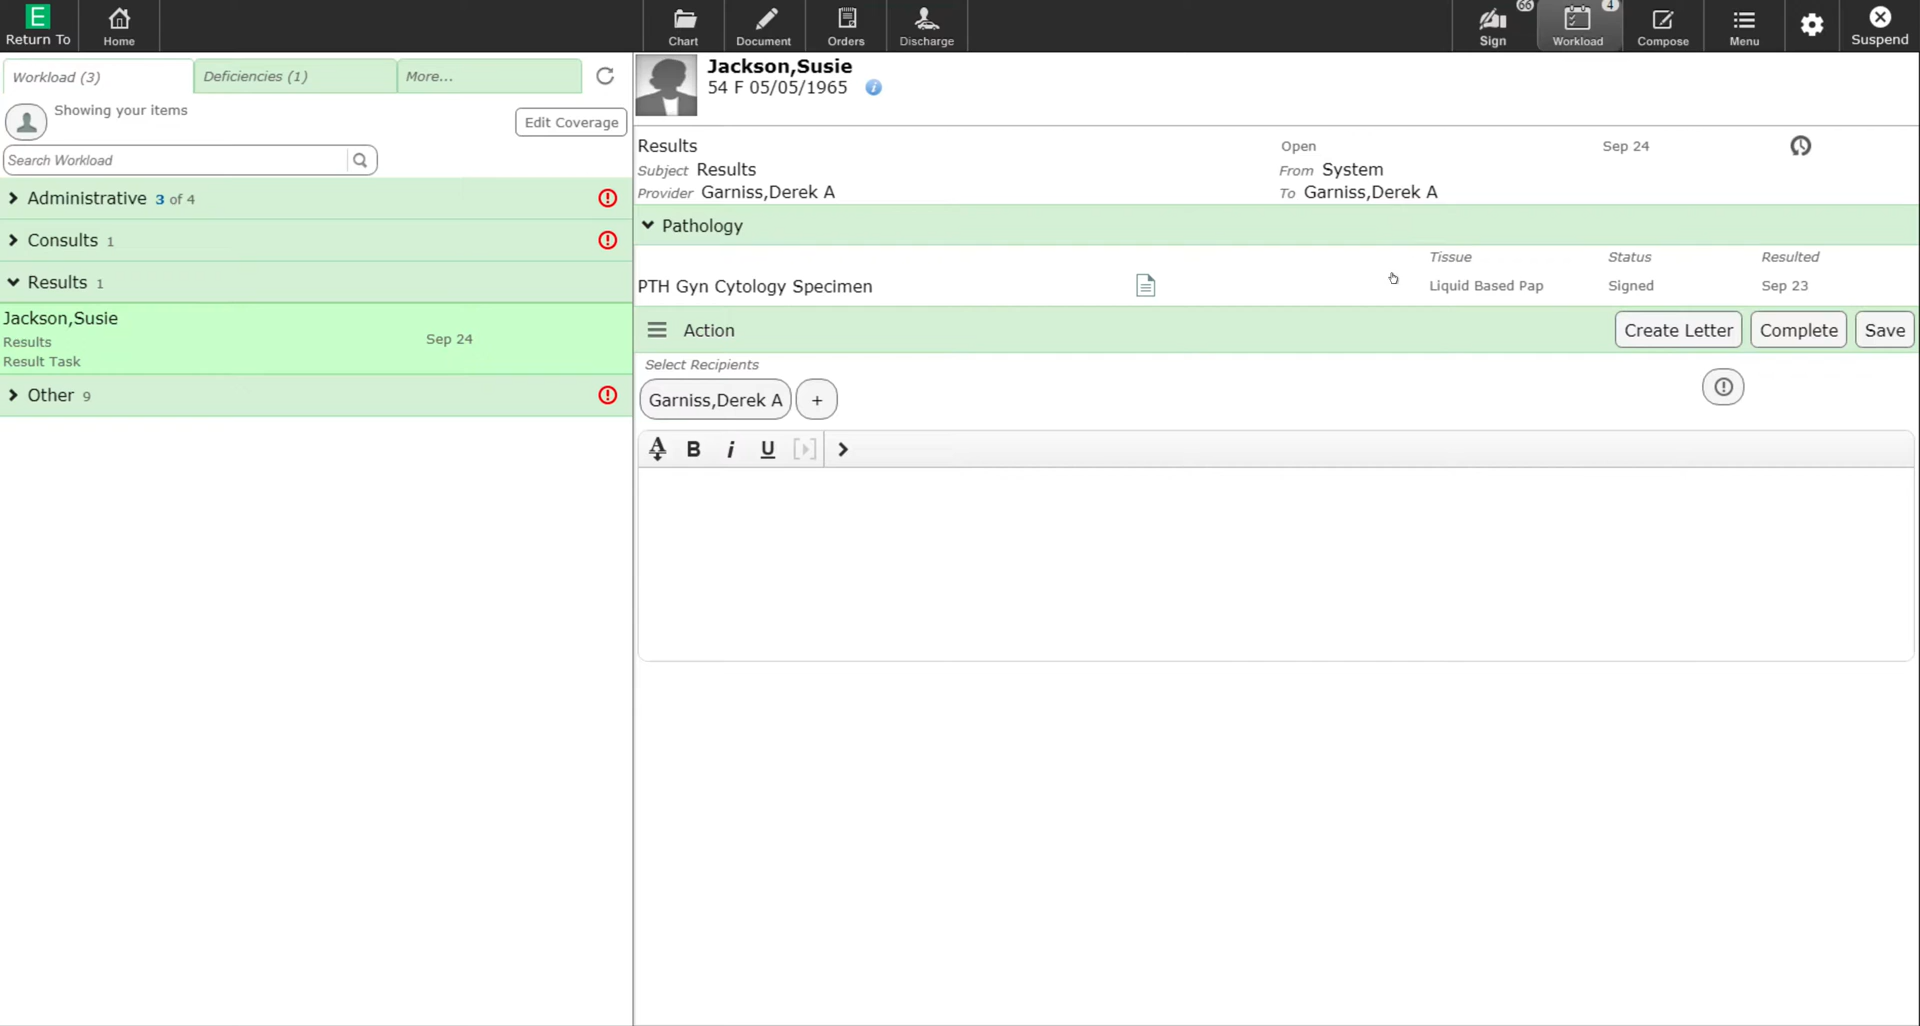 E
Return To
Home
Chart
Document
Orders
Discharge
66
Sign
4
Workload
Compose
Menu
Suspend
Workload (3)
Deficiencies (1)
More...
Showing your items
Edit Coverage
Search Workload
Administrative 3 of 4
Consults 1
Results 1
Jackson,Susie
Results
Sep 24
Result Task
Other 9
Jackson,Susie
54 F 05/05/1965
Results Open Sep 24
Subject Results From System
Provider Garniss,Derek A To Garniss,Derek A
Pathology
Tissue Status Resulted
PTH Gyn Cytology Specimen Liquid Based Pap Signed Sep 23
Action Create Letter Complete Save
Select Recipients
Garniss,Derek A +
A B i U